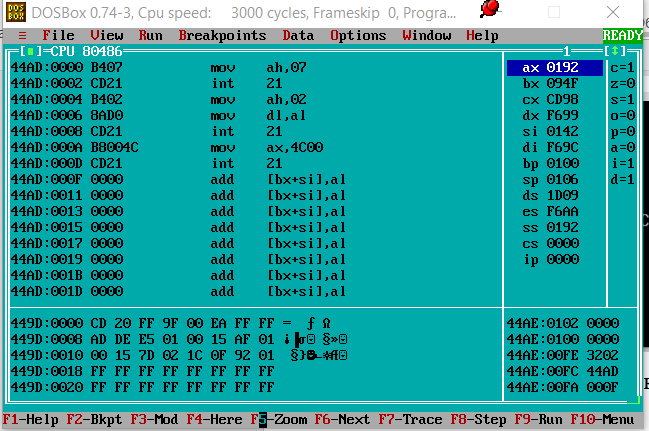 DOS BOX DOSBox 0.74-3, Cpu speed: 3000 cycles, Frameskip 0, Progra...
≡ File View Run Breakpoints Data Options Window Help READY
[■]=CPU 80486 1 [↕]
44AD:0000 B407 mov ah,07 ax 0192 c=1
44AD:0002 CD21 int 21 bx 094F z=0
44AD:0004 B402 mov ah,02 cx CD98 s=1
44AD:0006 8AD0 mov dl,al dx F699 o=0
44AD:0008 CD21 int 21 si 0142 p=0
44AD:000A B8004C mov ax,4C00 di F69C a=0
44AD:000D CD21 int 21 bp 0100 i=1
44AD:000F 0000 add [bx+si],al sp 0106 d=1
44AD:0011 0000 add [bx+si],al ds 1D09
44AD:0013 0000 add [bx+si],al es F6AA
44AD:0015 0000 add [bx+si],al ss 0192
44AD:0017 0000 add [bx+si],al cs 0000
44AD:0019 0000 add [bx+si],al ip 0000
44AD:001B 0000 add [bx+si],al
44AD:001D 0000 add [bx+si],al
449D:0000 CD 20 FF 9F 00 EA FF FF = ƒ Ω 44AE:0102 0000
449D:0008 AD DE E5 01 00 15 AF 01 44AE:0100 0000
449D:0010 00 15 7D 02 1C 0F 92 01 44AE:00FE 3202
449D:0018 FF FF FF FF FF FF FF FF 44AE:00FC 44AD
449D:0020 FF FF FF FF FF FF FF FF 44AE:00FA 000F
F1-Help F2-Bkpt F3-Mod F4-Here F5-Zoom F6-Next F7-Trace F8-Step F9-Run F10-Menu